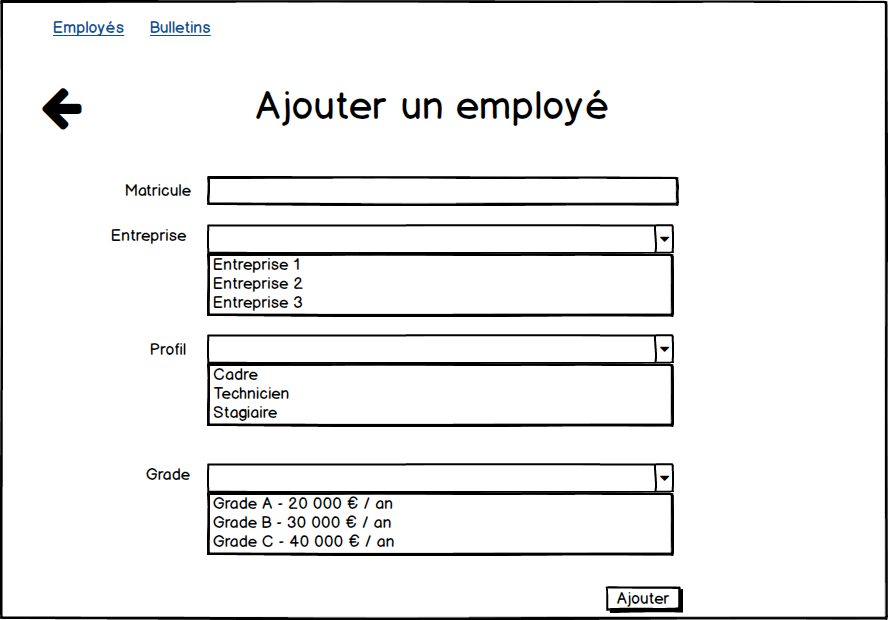 Employés Bulletins
Ajouter un employé
Matricule
Entreprise
Entreprise 1
Entreprise 2
Entreprise 3
Profil
Cadre
Technicien
Stagiaire
Grade
Grade A - 20 000 € / an
Grade B - 30 000 € / an
Grade C - 40 000 € / an
Ajouter